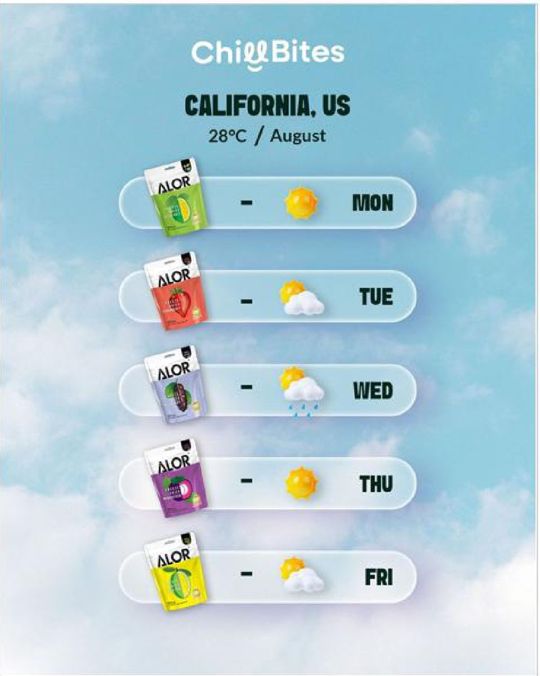 ChillBites
CALIFORNIA, US
28°C / August
ALOR
- MON
ALOR
- TUE
ALOR
- WED
ALOR
- THU
ALOR
- FRI